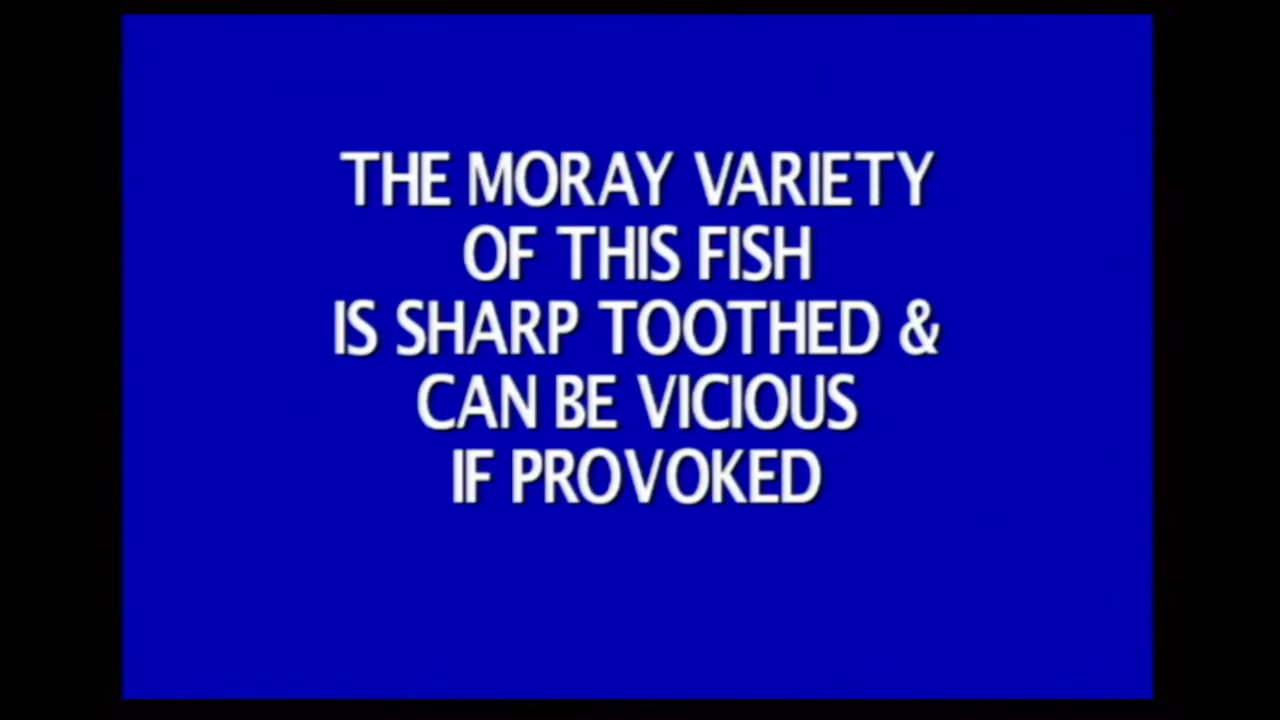 THE MORAY VARIETY
OF THIS FISH
IS SHARP TOOTHED &
CAN BE VICIOUS
IF PROVOKED